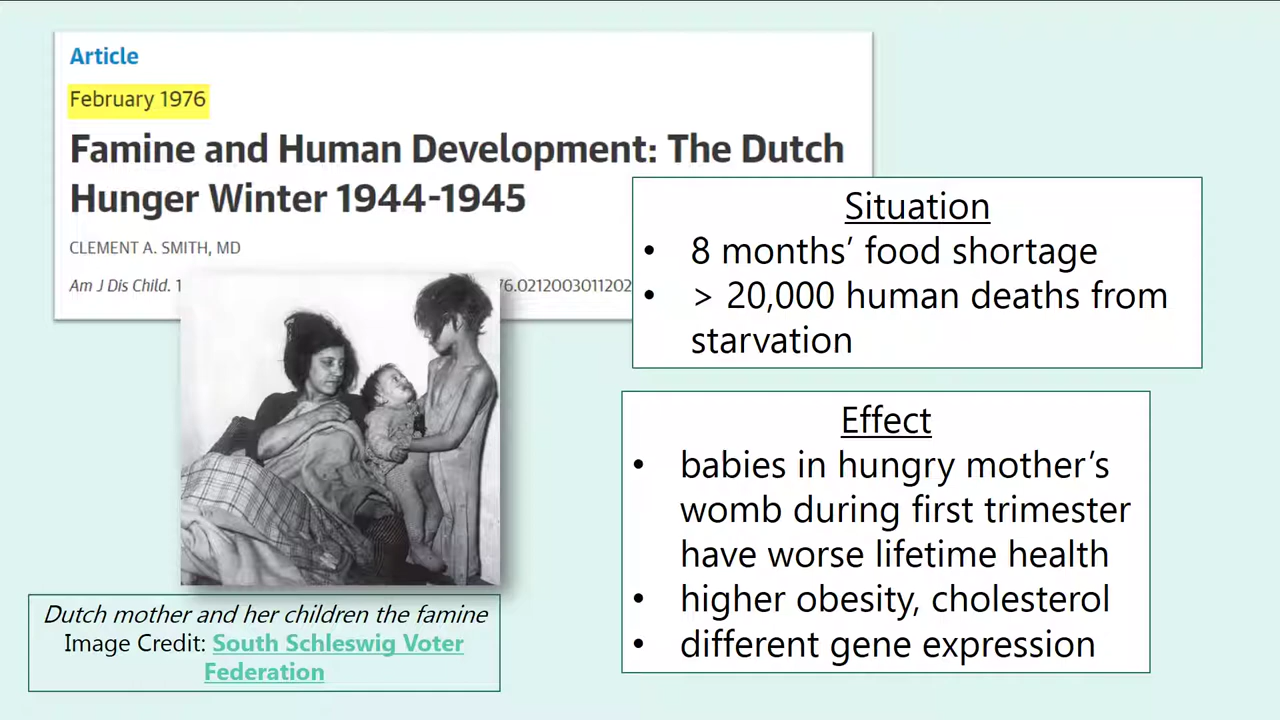 Article
February 1976
Famine and Human Development: The Dutch
Hunger Winter 1944-1945
CLEMENT A. SMITH, MD
Am J Dis Child. 1
76.0212003011202
Situation
• 8 months’ food shortage
• > 20,000 human deaths from
starvation
Effect
• babies in hungry mother’s
womb during first trimester
have worse lifetime health
• higher obesity, cholesterol
• different gene expression
Dutch mother and her children the famine
Image Credit: South Schleswig Voter
Federation